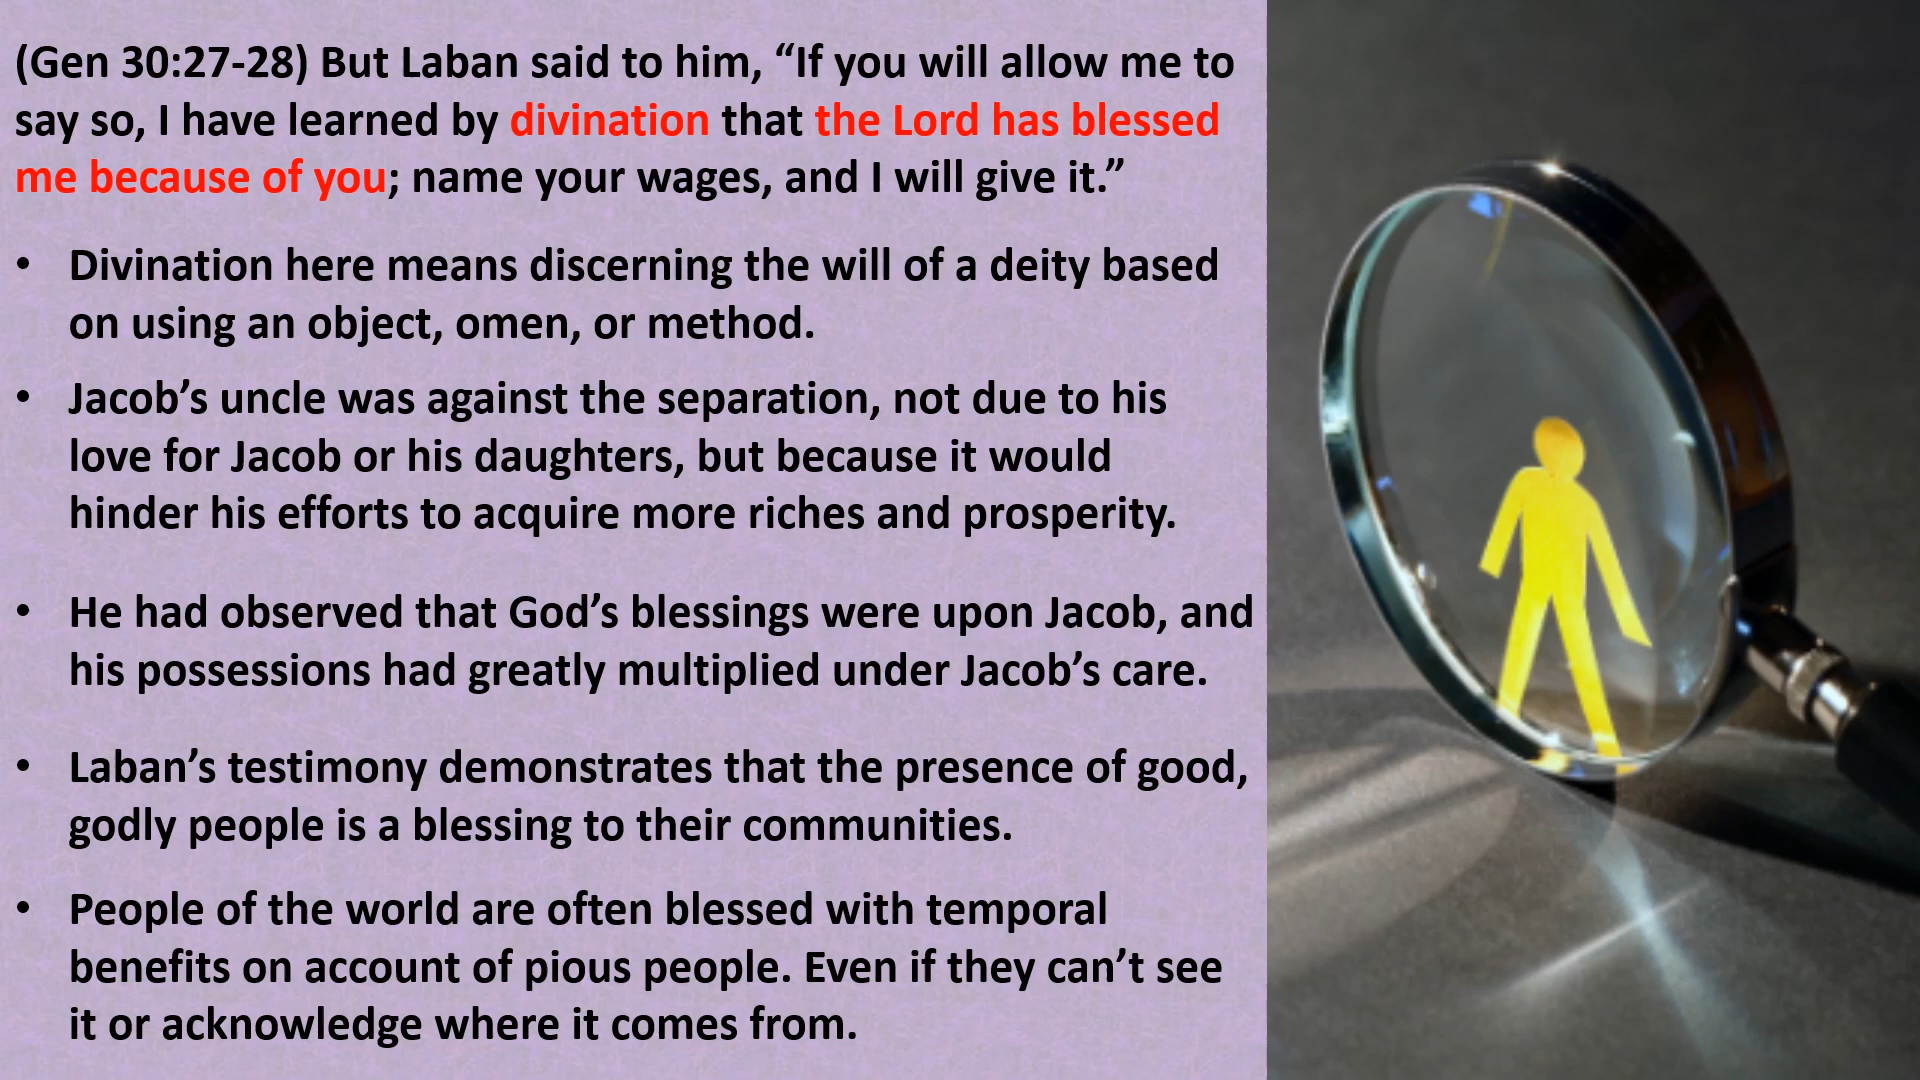 (Gen 30:27-28) But Laban said to him, “If you will allow me to
say so, I have learned by divination that the Lord has blessed
me because of you; name your wages, and I will give it.”
• Divination here means discerning the will of a deity based
on using an object, omen, or method.
• Jacob’s uncle was against the separation, not due to his
love for Jacob or his daughters, but because it would
hinder his efforts to acquire more riches and prosperity.
• He had observed that God’s blessings were upon Jacob, and
his possessions had greatly multiplied under Jacob’s care.
• Laban’s testimony demonstrates that the presence of good,
godly people is a blessing to their communities.
• People of the world are often blessed with temporal
benefits on account of pious people. Even if they can’t see
it or acknowledge where it comes from.